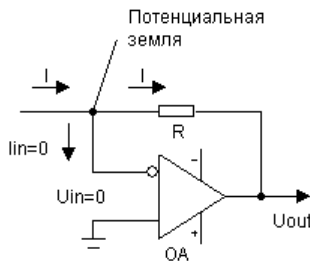 Потенциальная
земля
I
I
R
Iin=0
Uin=0
−
+
OA
Uout